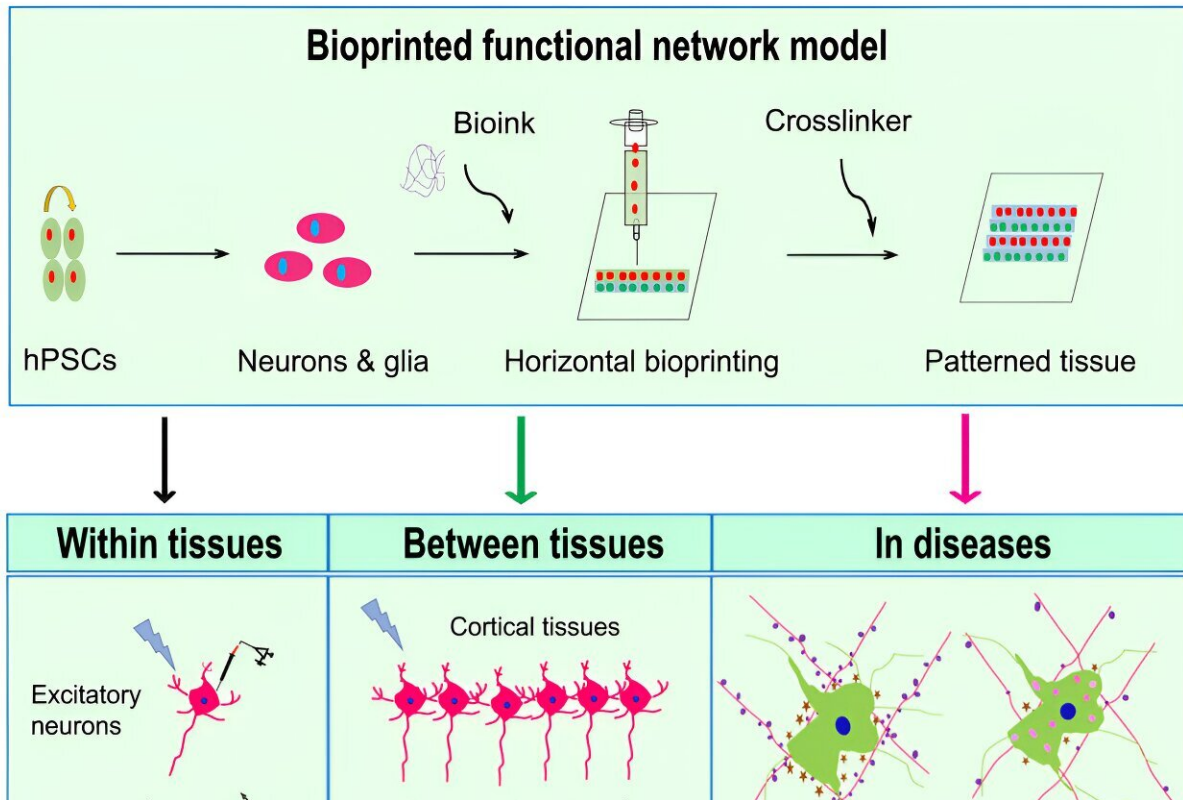 Bioprinted functional network model
Bioink
Crosslinker
hPSCs
Neurons & glia
Horizontal bioprinting
Patterned tissue
Within tissues
Between tissues
In diseases
Excitatory
neurons
Cortical tissues